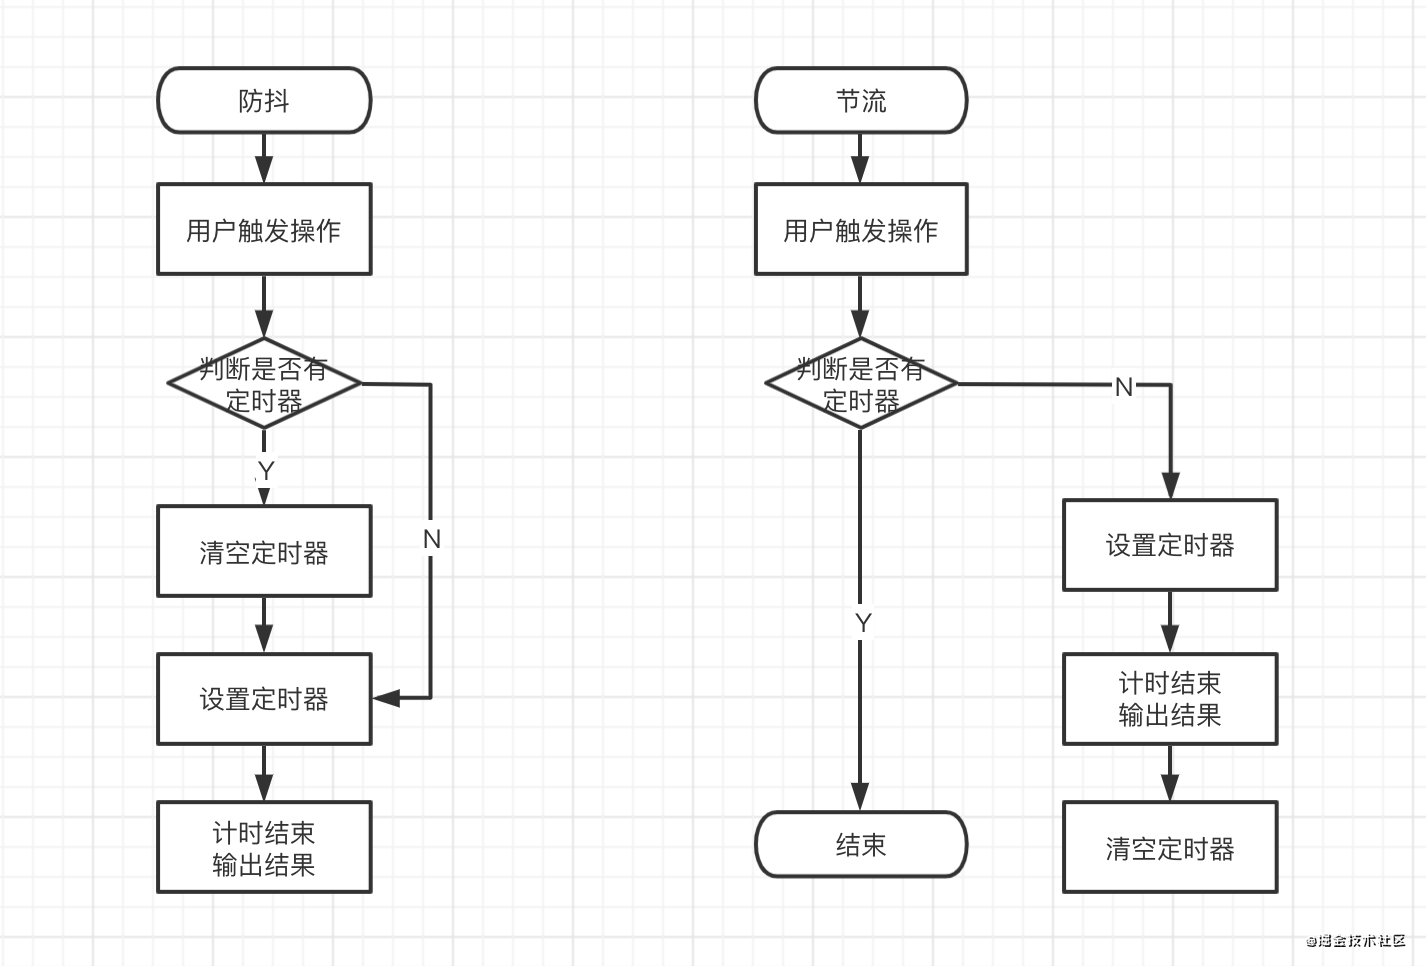 防抖
用户触发操作
判断是否有
定时器
Y
N
清空定时器
设置定时器
计时结束
输出结果
节流
用户触发操作
判断是否有
定时器
N
Y
结束
设置定时器
计时结束
输出结果
清空定时器
@掘金技术社区